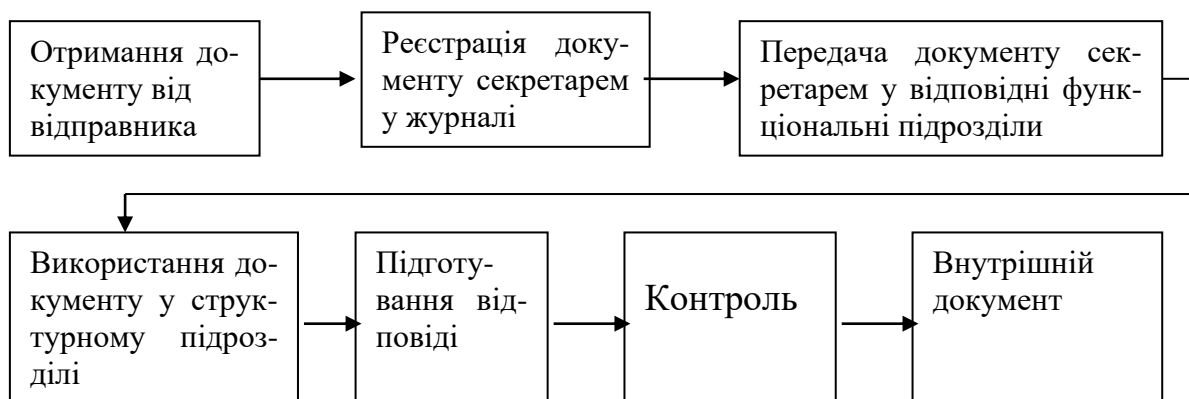 Отримання до-
кументу від
відправника
Реєстрація доку-
менту секретарем
у журналі
Передача документу сек-
ретарем у відповідні функ-
ціональні підрозділи
Використання до-
кументу у струк-
турному підроз-
ділі
Підготу-
вання від-
повіді
Контроль
Внутрішній
документ